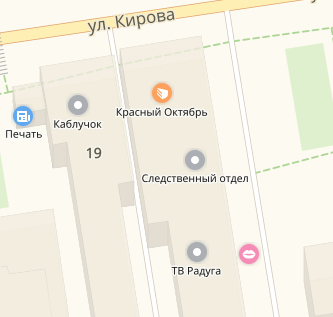 ул. Кирова
Красный Октябрь
Каблучок
Печать
19
Следственный отдел
ТВ Радуга